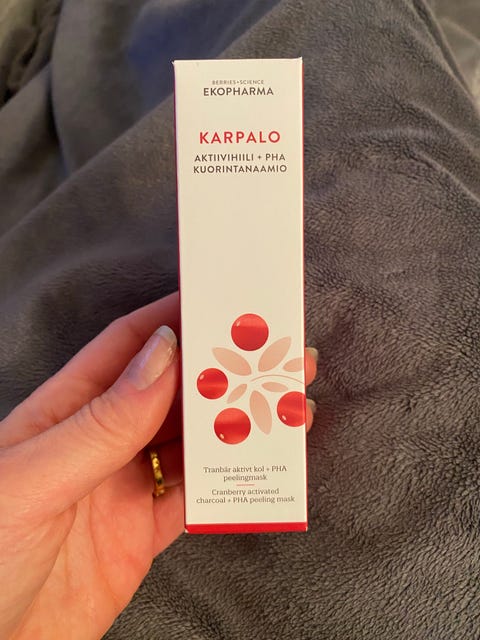 BERRIES+SCIENCE
EKOPHARMA
KARPALO
AKTIIVIHIILI + PHA
KUORINTANAAMIO
Tranbär aktivt kol + PHA
peelingmask
Cranberry activated
charcoal + PHA peeling mask